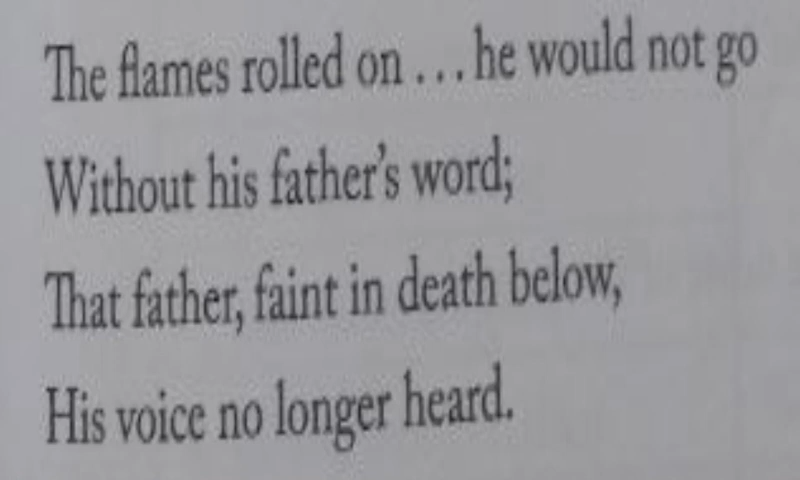 The flames rolled on . . . he would not go
Without his father's word;
That father, faint in death below,
His voice no longer heard.